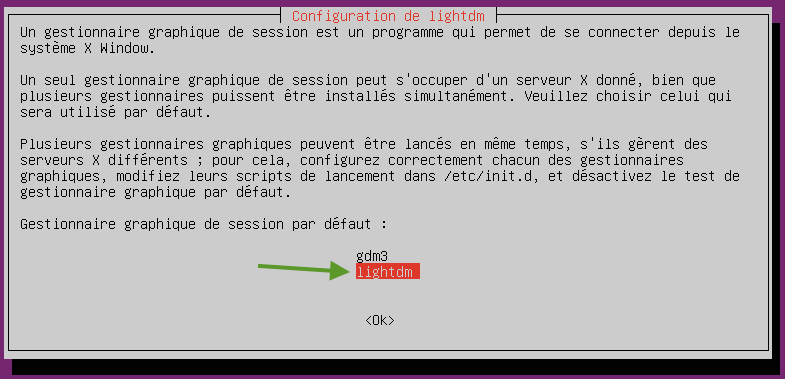 Configuration de lightdm
Un gestionnaire graphique de session est un programme qui permet de se connecter depuis le
système X Window.
Un seul gestionnaire graphique de session peut s'occuper d'un serveur X donné, bien que
plusieurs gestionnaires puissent être installés simultanément. Veuillez choisir celui qui
sera utilisé par défaut.
Plusieurs gestionnaires graphiques peuvent être lancés en même temps, s'ils gèrent des
serveurs X différents ; pour cela, configurez correctement chacun des gestionnaires
graphiques, modifiez leurs scripts de lancement dans /etc/init.d, et désactivez le test de
gestionnaire graphique par défaut.
Gestionnaire graphique de session par défaut :
gdm3
lightdm
<Ok>